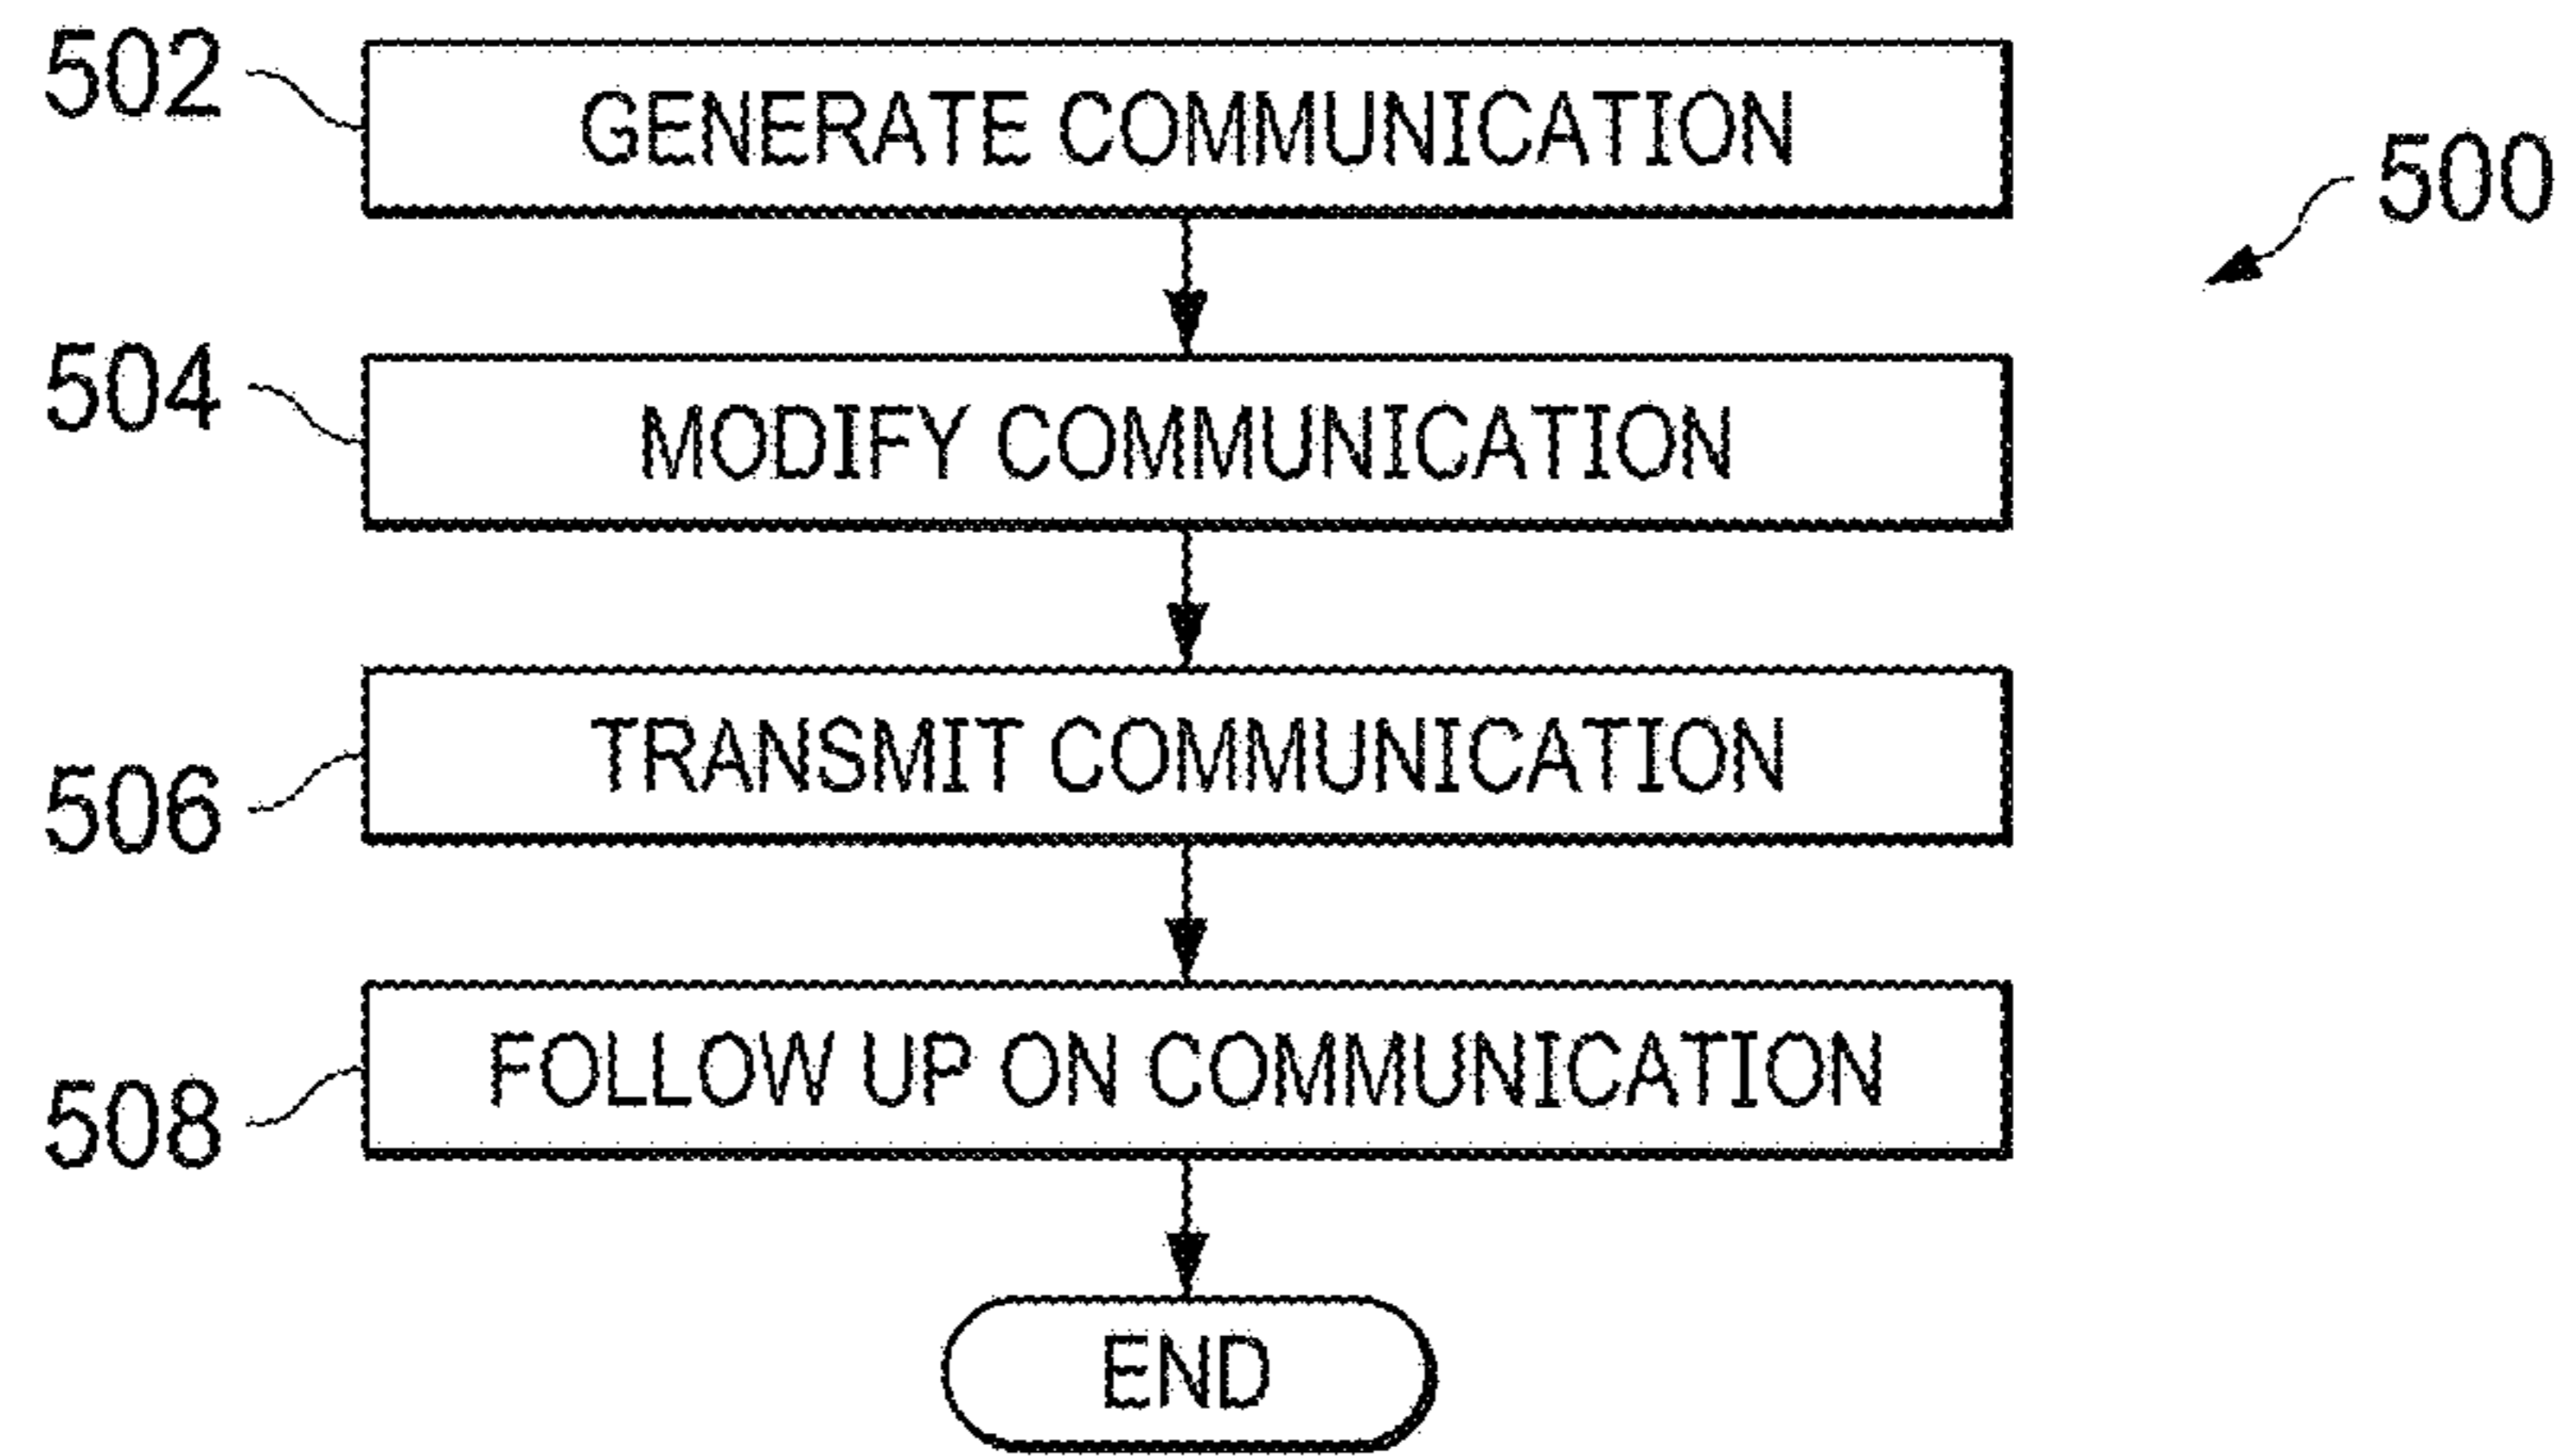 502
GENERATE COMMUNICATION
500
504
MODIFY COMMUNICATION
506
TRANSMIT COMMUNICATION
508
FOLLOW UP ON COMMUNICATION
END